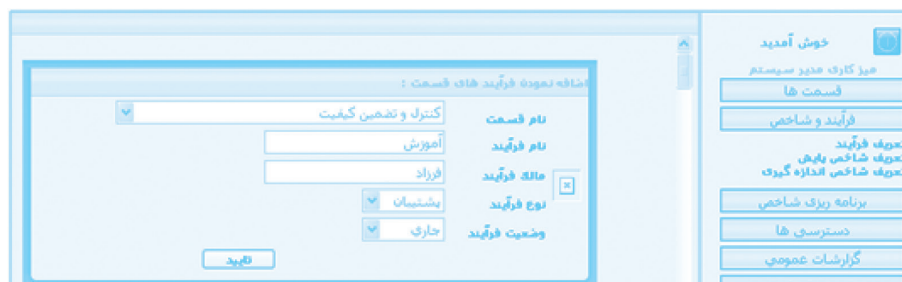 خوش آمدید
میز کاری مدیر سیستم
قسمت ها
فرآیند و شاخص
تعریف فرآیند
تعریف شاخص پایش
تعریف شاخص اندازه گیری
برنامه ریزی شاخص
دسترسی ها
گزارشات عمومی
اضافه نمودن فرآیند های قسمت :
نام قسمت کنترل و تضمین کیفیت
نام فرآیند آموزش
مالک فرآیند فرزاد
نوع فرآیند پشتیبان
وضعیت فرآیند جاری
تایید